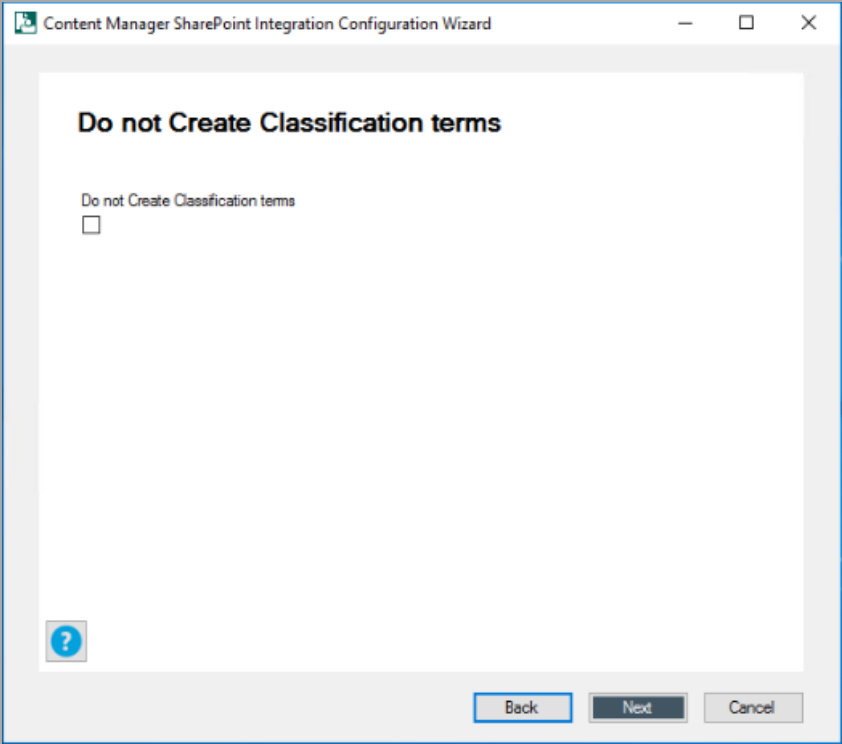 Content Manager SharePoint Integration Configuration Wizard
Do not Create Classification terms
Do not Create Classification terms
?
Back Next Cancel